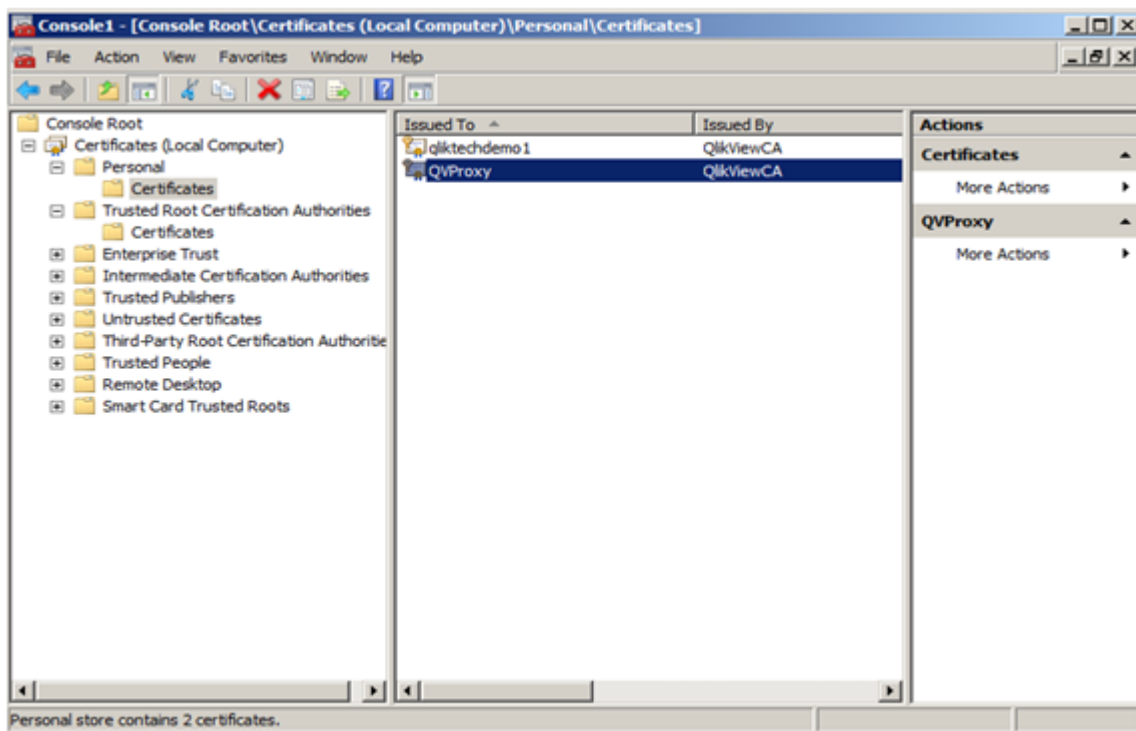 Console1 - [Console Root\Certificates (Local Computer)\Personal\Certificates]
File Action View Favorites Window Help
Console Root
Certificates (Local Computer)
Personal
Certificates
Trusted Root Certification Authorities
Certificates
Enterprise Trust
Intermediate Certification Authorities
Trusted Publishers
Untrusted Certificates
Third-Party Root Certification Authoritie
Trusted People
Remote Desktop
Smart Card Trusted Roots
Issued To Issued By
qliktechdemo1 QlikViewCA
QVProxy QlikViewCA
Actions
Certificates
More Actions
QVProxy
More Actions
Personal store contains 2 certificates.